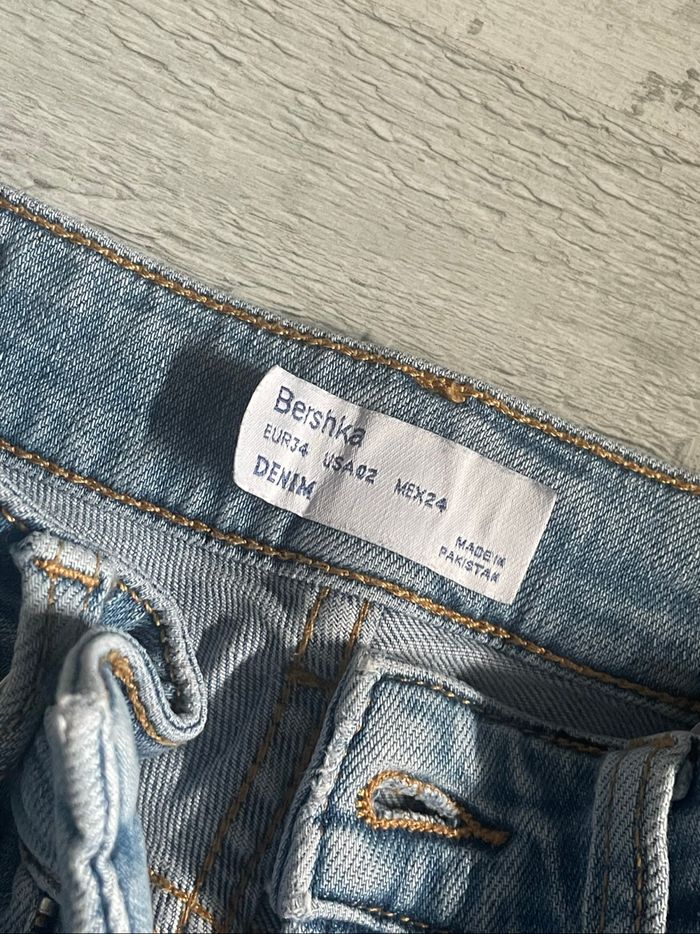 Bershka
EUR34 USA02 MEX24
DENIM
MADE IN
PAKISTAN